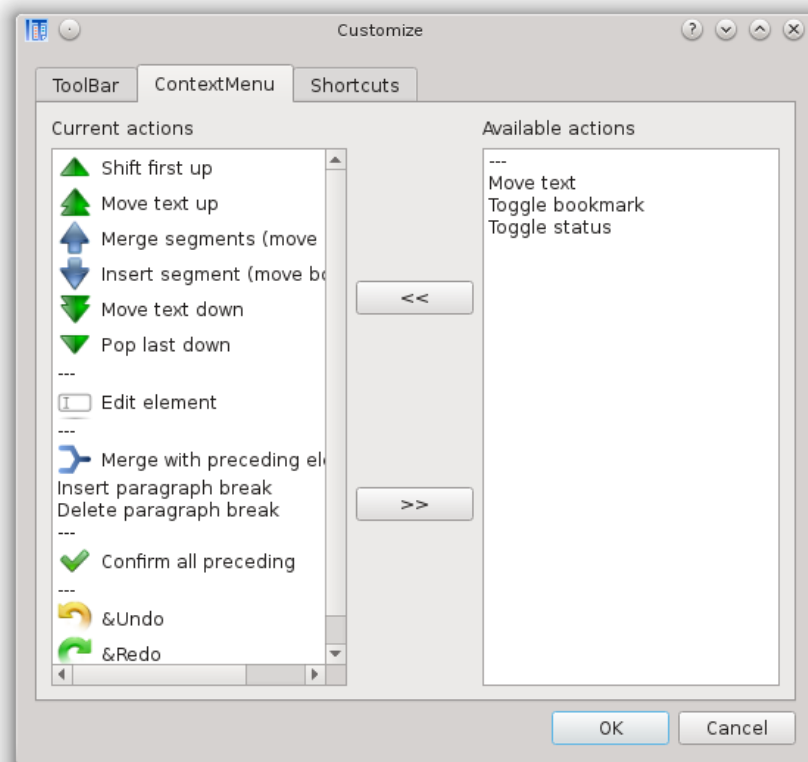 Customize
ToolBar
ContextMenu
Shortcuts
Current actions
Shift first up
Move text up
Merge segments (move
Insert segment (move bo
Move text down
Pop last down
---
Edit element
---
Merge with preceding el
Insert paragraph break
Delete paragraph break
---
Confirm all preceding
---
&Undo
&Redo
<<
>>
Available actions
---
Move text
Toggle bookmark
Toggle status
OK
Cancel